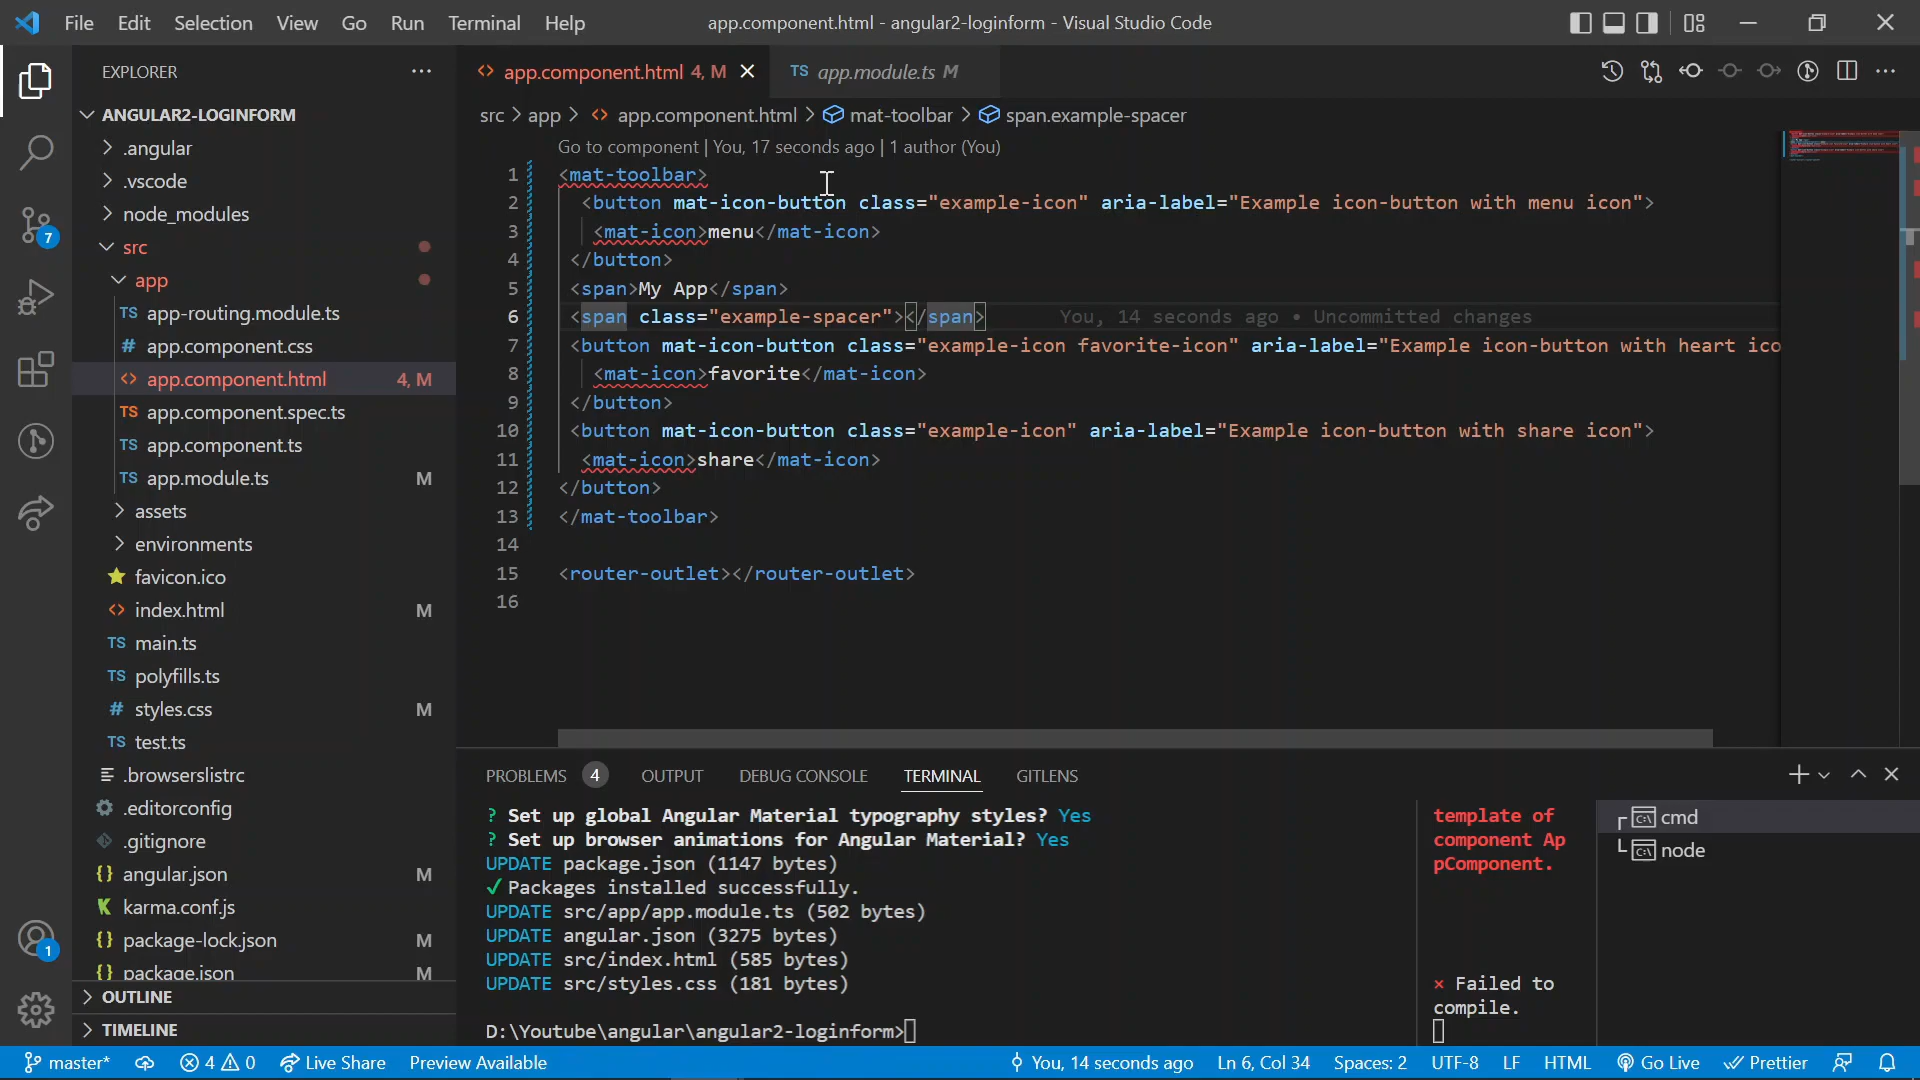 File Edit Selection View Go Run Terminal Help
app.component.html - angular2-loginform - Visual Studio Code
EXPLORER
ANGULAR2-LOGINFORM
.angular
.vscode
node_modules
src
app
TS app-routing.module.ts
# app.component.css
<> app.component.html 4, M
TS app.component.spec.ts
TS app.component.ts
TS app.module.ts M
assets
environments
favicon.ico
<> index.html M
TS main.ts
TS polyfills.ts
# styles.css M
TS test.ts
.browserslistrc
.editorconfig
.gitignore
{} angular.json M
K karma.conf.js
{} package-lock.json M
{} package.json M
OUTLINE
TIMELINE
7
1
<> app.component.html 4, M
TS app.module.ts M
src > app > <> app.component.html > mat-toolbar > span.example-spacer
Go to component | You, 17 seconds ago | 1 author (You)
1 <mat-toolbar>
2 <button mat-icon-button class="example-icon" aria-label="Example icon-button with menu icon">
3 <mat-icon>menu</mat-icon>
4 </button>
5 <span>My App</span>
6 <span class="example-spacer"></span> You, 14 seconds ago • Uncommitted changes
7 <button mat-icon-button class="example-icon favorite-icon" aria-label="Example icon-button with heart ico
8 <mat-icon>favorite</mat-icon>
9 </button>
10 <button mat-icon-button class="example-icon" aria-label="Example icon-button with share icon">
11 <mat-icon>share</mat-icon>
12 </button>
13 </mat-toolbar>
14
15 <router-outlet></router-outlet>
16
PROBLEMS 4 OUTPUT DEBUG CONSOLE TERMINAL GITLENS
? Set up global Angular Material typography styles? Yes
? Set up browser animations for Angular Material? Yes
UPDATE package.json (1147 bytes)
✓ Packages installed successfully.
UPDATE src/app/app.module.ts (502 bytes)
UPDATE angular.json (3275 bytes)
UPDATE src/index.html (585 bytes)
UPDATE src/styles.css (181 bytes)
D:\Youtube\angular\angular2-loginform>
template of
component Ap
pComponent.
× Failed to
compile.
cmd
node
master* 4 0 Live Share Preview Available You, 14 seconds ago Ln 6, Col 34 Spaces: 2 UTF-8 LF HTML Go Live Prettier